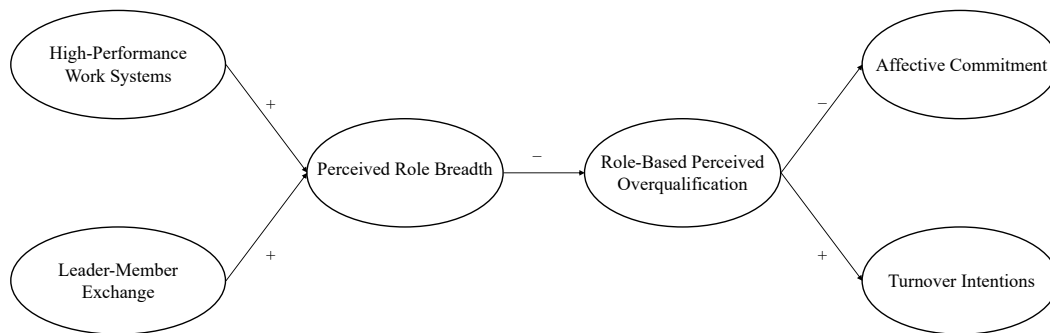 High-Performance
Work Systems
Affective Commitment
+
−
Perceived Role Breadth
−
Role-Based Perceived
Overqualification
+
+
Leader-Member
Exchange
Turnover Intentions